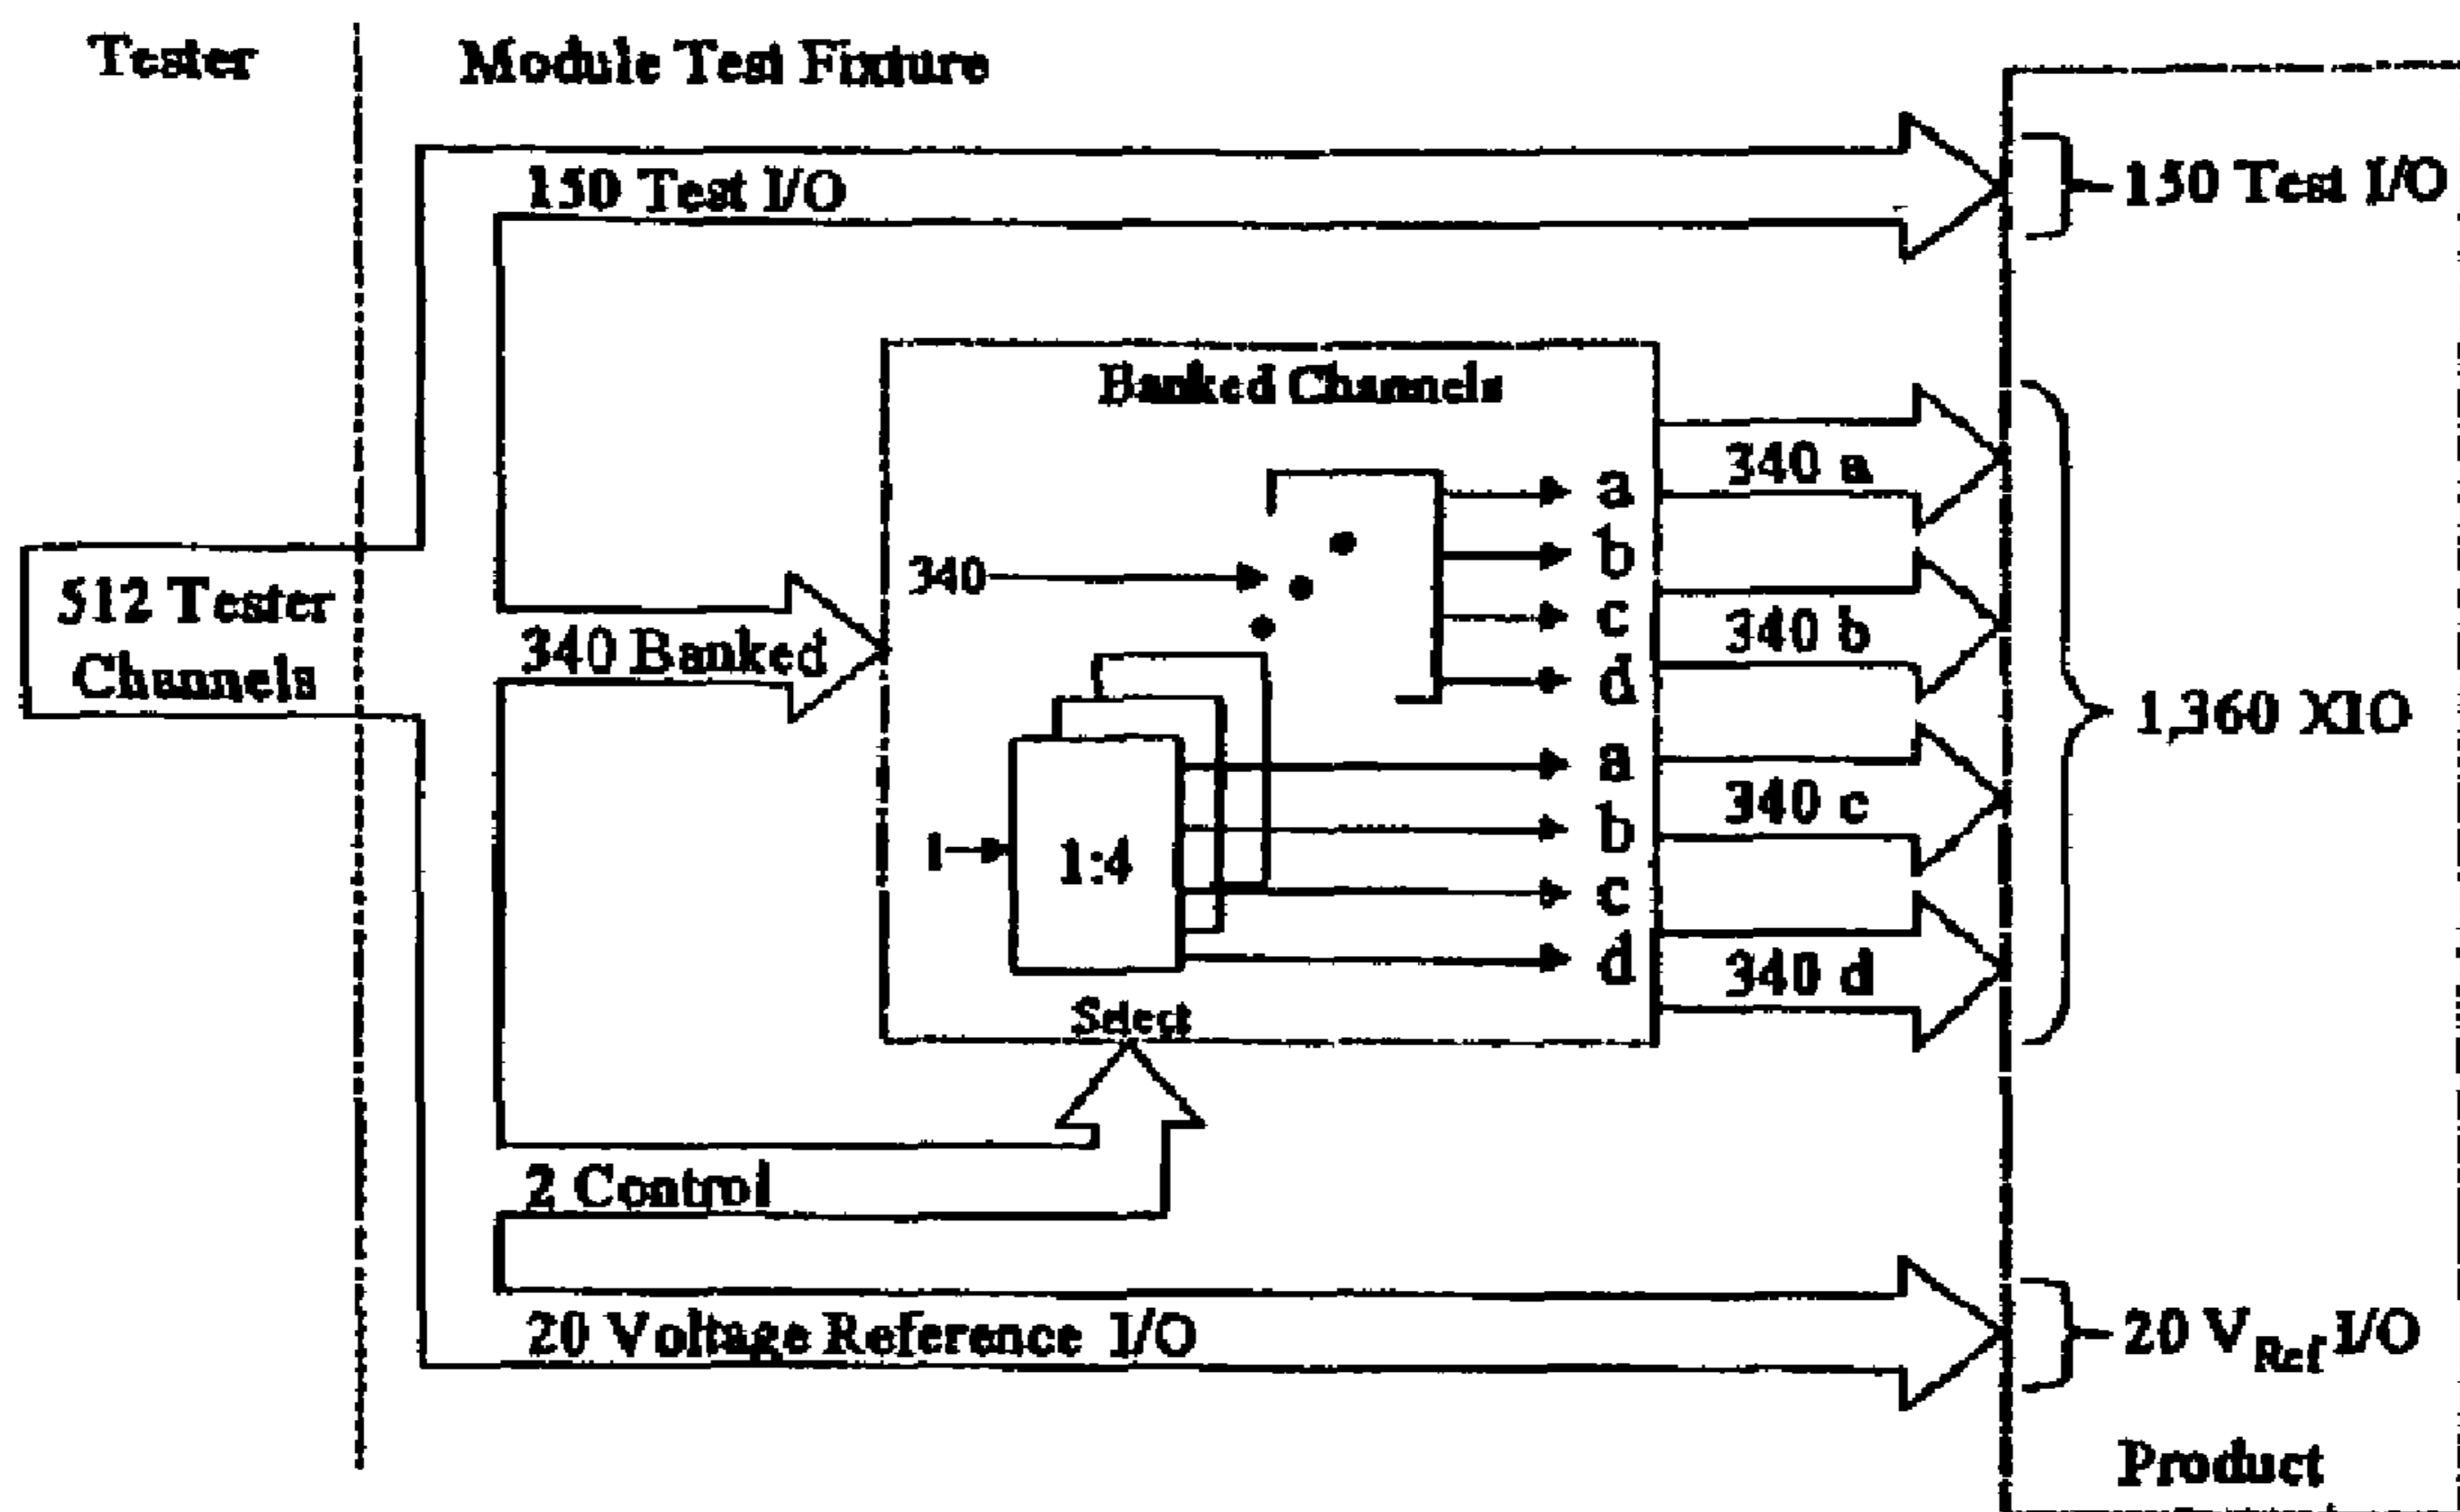 Tester
Module Test Fixture
150 Test I/O
150 Test I/O
Banked Channels
340 a
a
b
340
512 Tester
Channels
c
340 b
340 Banked
d
1,360 XIO
a
340 c
b
1
1:4
c
d
340 d
Select
2 Control
20 Voltage Reference I/O
20 VRef I/O
Product